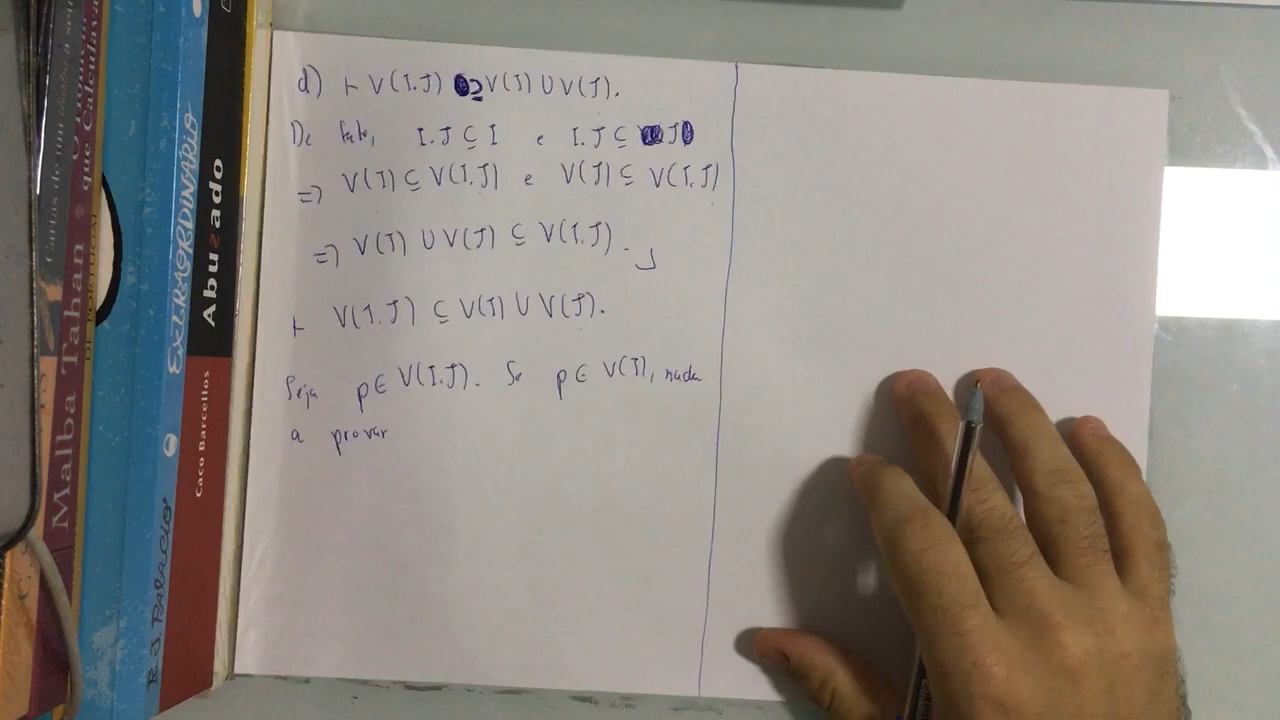 Cartas de um diabo a seu
O Homem
que Calculava
Malba Tahan
EXTRAORDINÁRIO
R. J. PALACIO
Abuzado
Caco Barcellos
d) ⊢ V(I.J) ⊇ V(I) ∪ V(J).
De fato, I.J ⊆ I e I.J ⊆ J
=> V(I) ⊆ V(I.J) e V(J) ⊆ V(I.J)
=> V(I) ∪ V(J) ⊆ V(I.J).
⊢ V(I.J) ⊆ V(I) ∪ V(J).
Seja p ∈ V(I.J). Se p ∈ V(I), nada
a provar